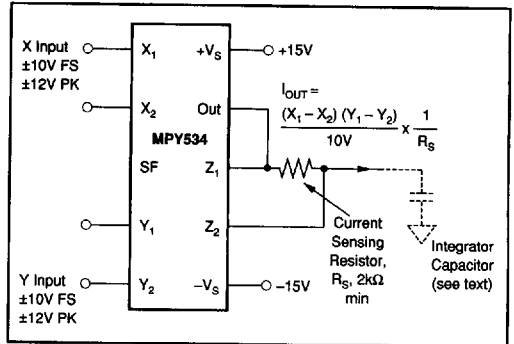 X Input
±10V FS
±12V PK
X1
X2
MPY534
SF
Y1
Y Input
±10V FS
±12V PK
Y2
+VS
+15V
Out
Z1
Z2
–VS
–15V
IOUT =
(X1 – X2) (Y1 – Y2)
10V
x
1
RS
Current
Sensing
Resistor,
RS, 2kΩ
min
Integrator
Capacitor
(see text)